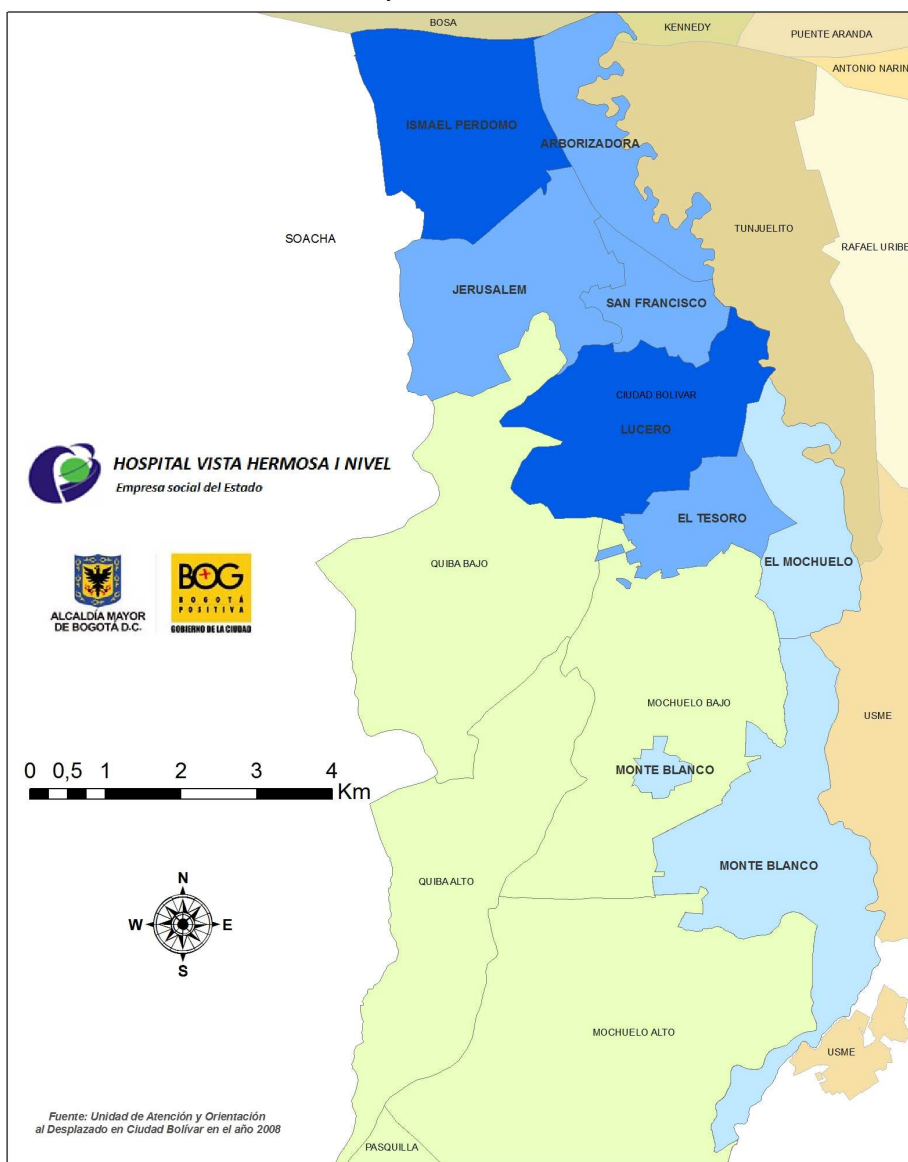 BOSA
KENNEDY
PUENTE ARANDA
ANTONIO NARIN
ISMAEL PERDOMO
ARBORIZADORA
TUNJUELITO
SOACHA
RAFAEL URIBE
JERUSALEM
SAN FRANCISCO
CIUDAD BOLIVAR
LUCERO
HOSPITAL VISTA HERMOSA I NIVEL
Empresa social del Estado
EL TESORO
QUIBA BAJO
EL MOCHUELO
ALCALDÍA MAYOR
DE BOGOTÁ D.C.
BOG
BOGOTÁ
POSITIVA
GOBIERNO DE LA CIUDAD
MOCHUELO BAJO
USME
MONTE BLANCO
0 0,5 1 2 3 4
Km
MONTE BLANCO
QUIBA ALTO
N
W E
S
MOCHUELO ALTO
USME
Fuente: Unidad de Atención y Orientación
al Desplazado en Ciudad Bolívar en el año 2008
PASQUILLA